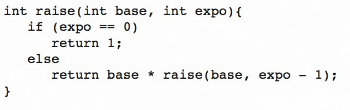 int raise(int base, int expo){
if (expo == 0)
return 1;
else
return base * raise(base, expo - 1);
}